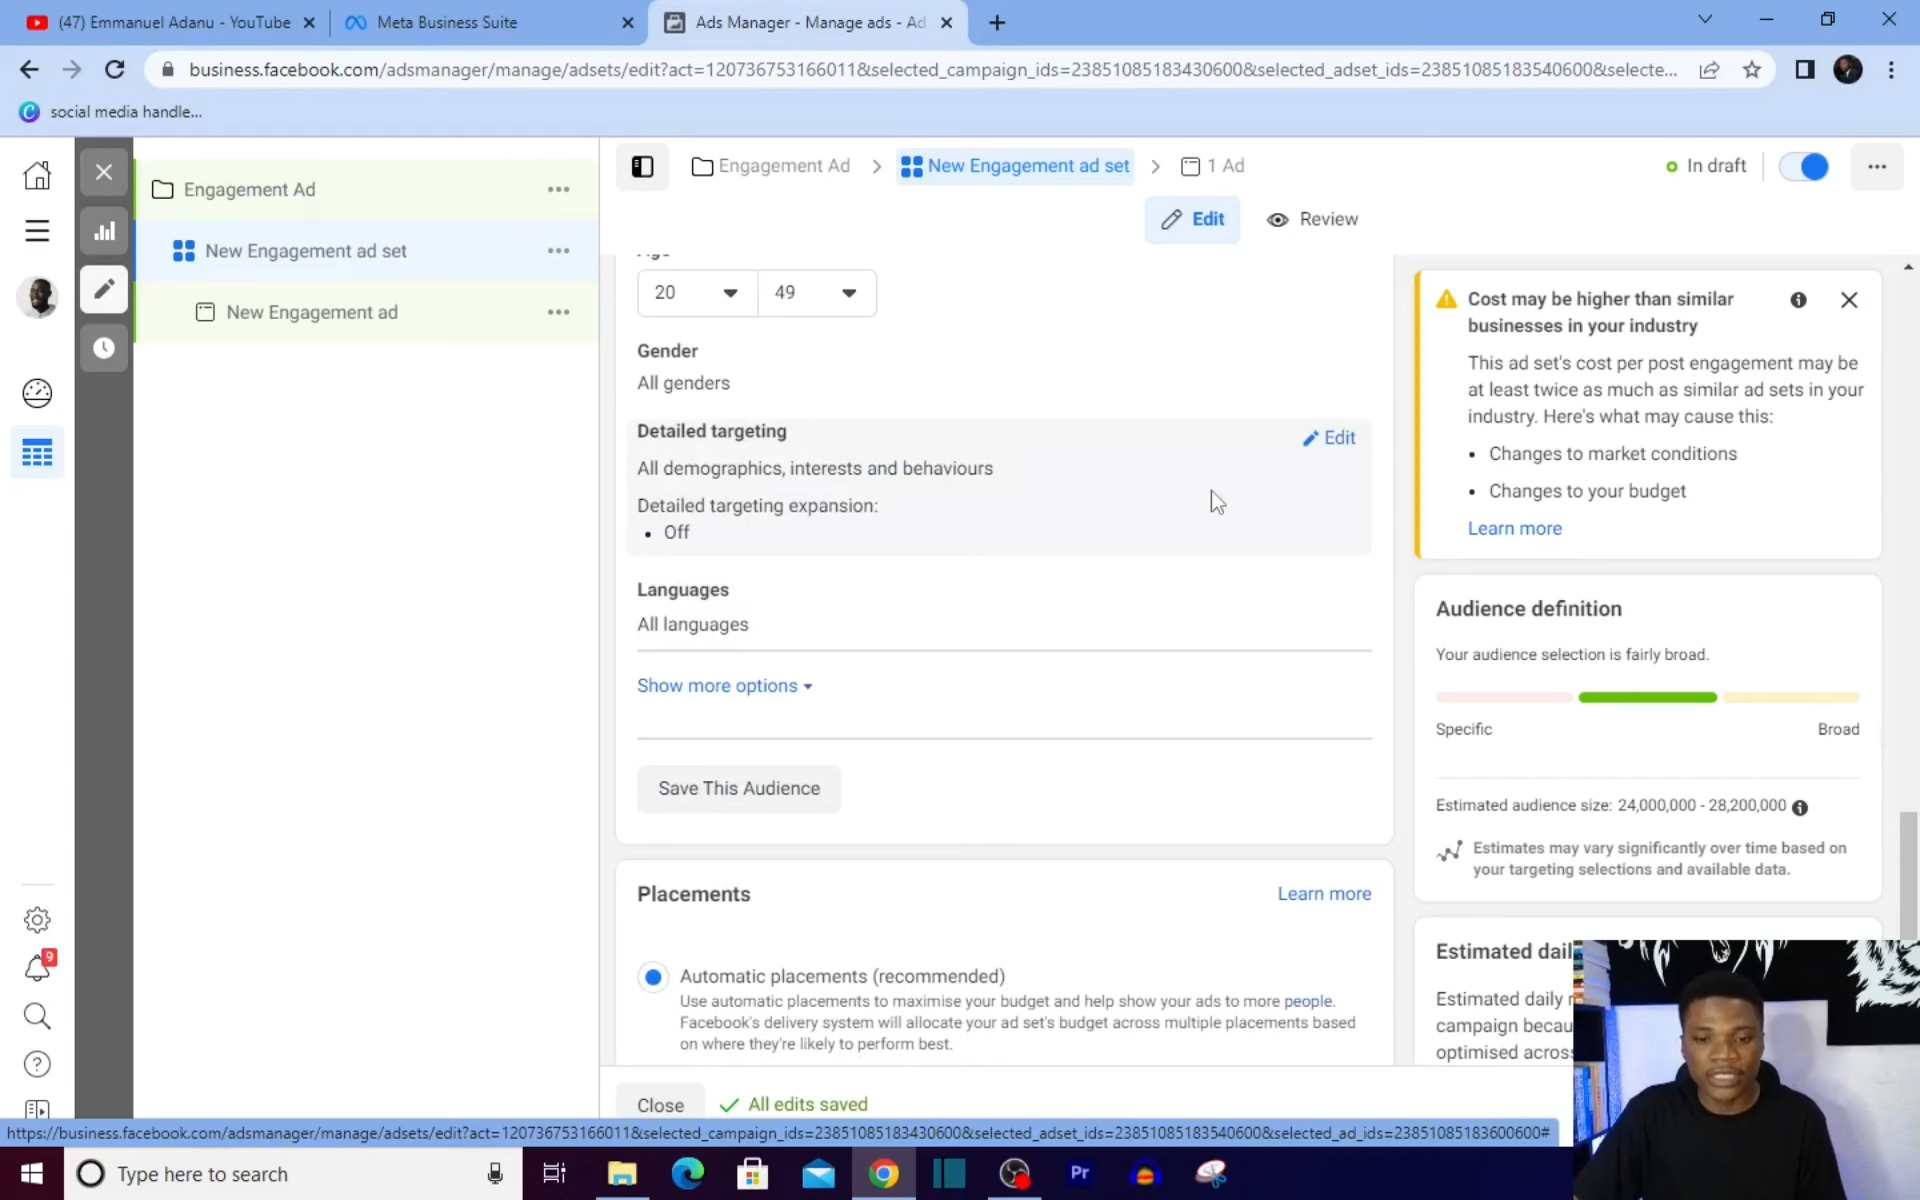 (47) Emmanuel Adanu - YouTube
Meta Business Suite
Ads Manager - Manage ads - Ad
business.facebook.com/adsmanager/manage/adsets/edit?act=120736753166011&selected_campaign_ids=23851085183430600&selected_adset_ids=23851085183540600&selecte...
social media handle...
Engagement Ad
New Engagement ad set
1 Ad
In draft
Engagement Ad
New Engagement ad set
New Engagement ad
Edit
Review
Age
20
49
Gender
All genders
Detailed targeting
Edit
All demographics, interests and behaviours
Detailed targeting expansion:
• Off
Languages
All languages
Show more options
Save This Audience
Placements
Learn more
Automatic placements (recommended)
Use automatic placements to maximise your budget and help show your ads to more people.
Facebook's delivery system will allocate your ad set's budget across multiple placements based
on where they're likely to perform best.
Close
All edits saved
Cost may be higher than similar
businesses in your industry
This ad set's cost per post engagement may be
at least twice as much as similar ad sets in your
industry. Here's what may cause this:
• Changes to market conditions
• Changes to your budget
Learn more
Audience definition
Your audience selection is fairly broad.
Specific
Broad
Estimated audience size: 24,000,000 - 28,200,000
Estimates may vary significantly over time based on
your targeting selections and available data.
Estimated dail
Estimated daily
campaign becau
optimised across
9
https://business.facebook.com/adsmanager/manage/adsets/edit?act=120736753166011&selected_campaign_ids=23851085183430600&selected_adset_ids=23851085183540600&selected_ad_ids=23851085183600600#
Type here to search
Pr